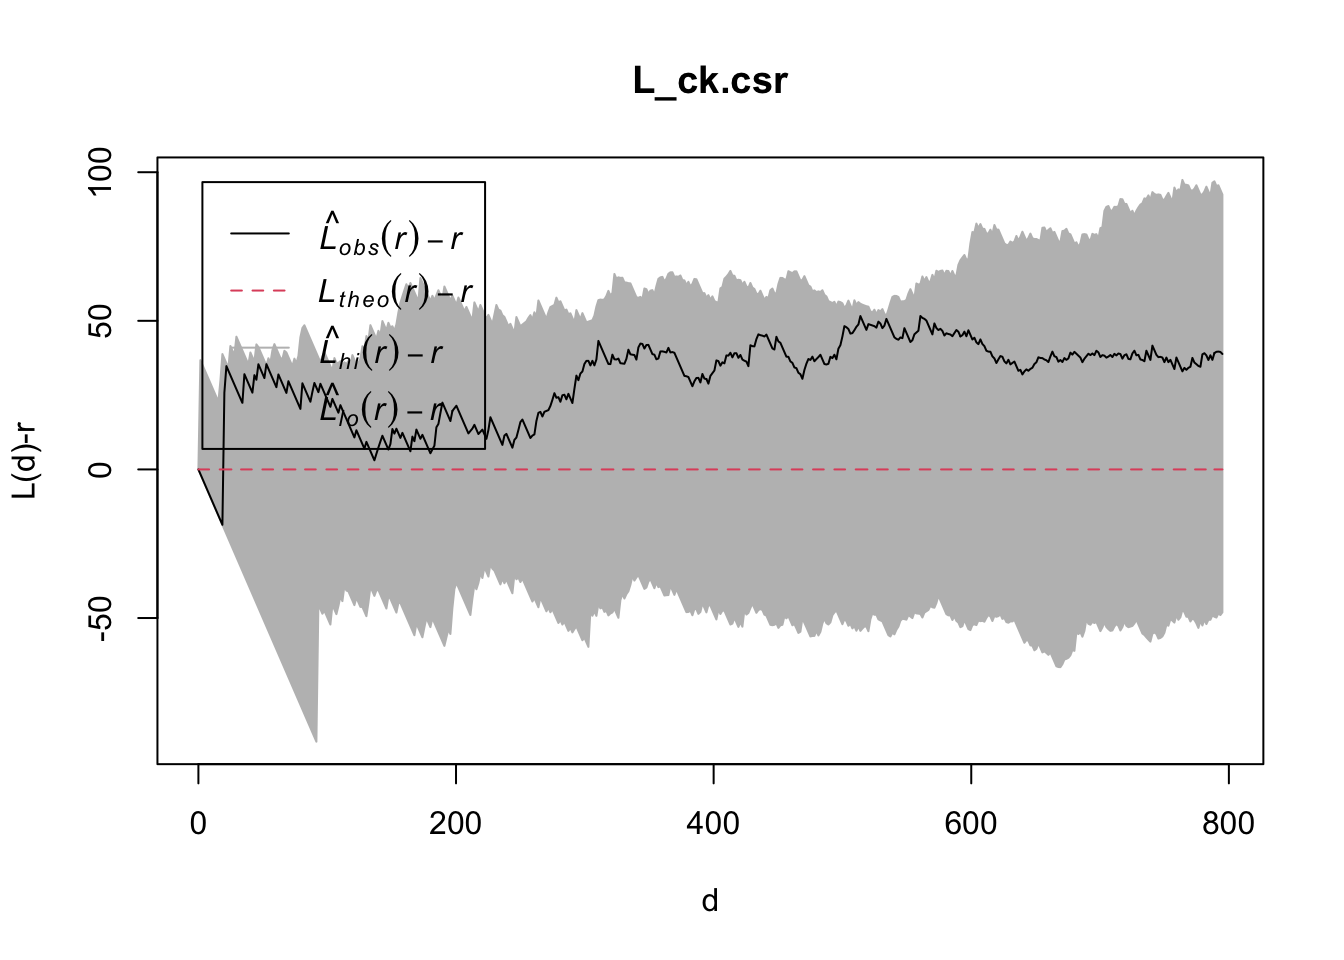 L_ck.csr
L(d)-r
100
50
0
-50
L̂obs(r) − r
Ltheo(r) − r
L̂hi(r) − r
L̂lo(r) − r
0 200 400 600 800
d